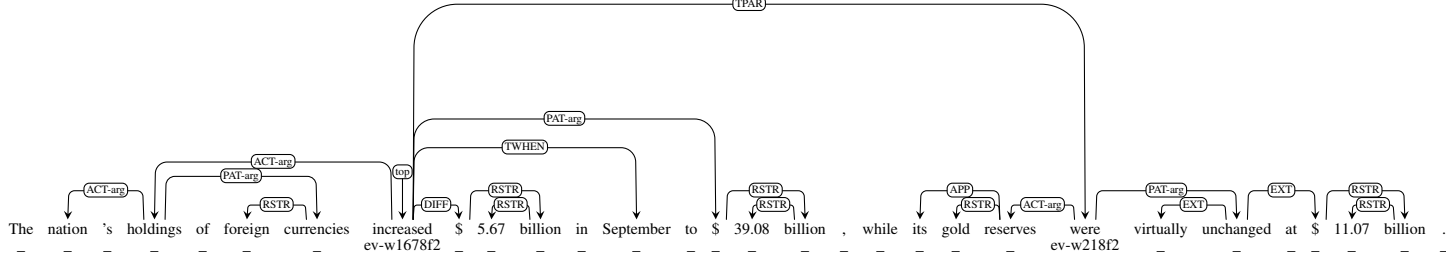 TPAR
PAT-arg
TWHEN
ACT-arg top
PAT-arg
ACT-arg RSTR RSTR APP PAT-arg EXT RSTR
RSTR DIFF RSTR RSTR RSTR ACT-arg EXT RSTR
The nation 's holdings of foreign currencies increased $ 5.67 billion in September to $ 39.08 billion , while its gold reserves were virtually unchanged at $ 11.07 billion .
ev-w1678f2 ev-w218f2
_ _ _ _ _ _ _ _ _ _ _ _ _ _ _ _ _ _ _ _ _ _ _ _ _ _ _ _ _ _